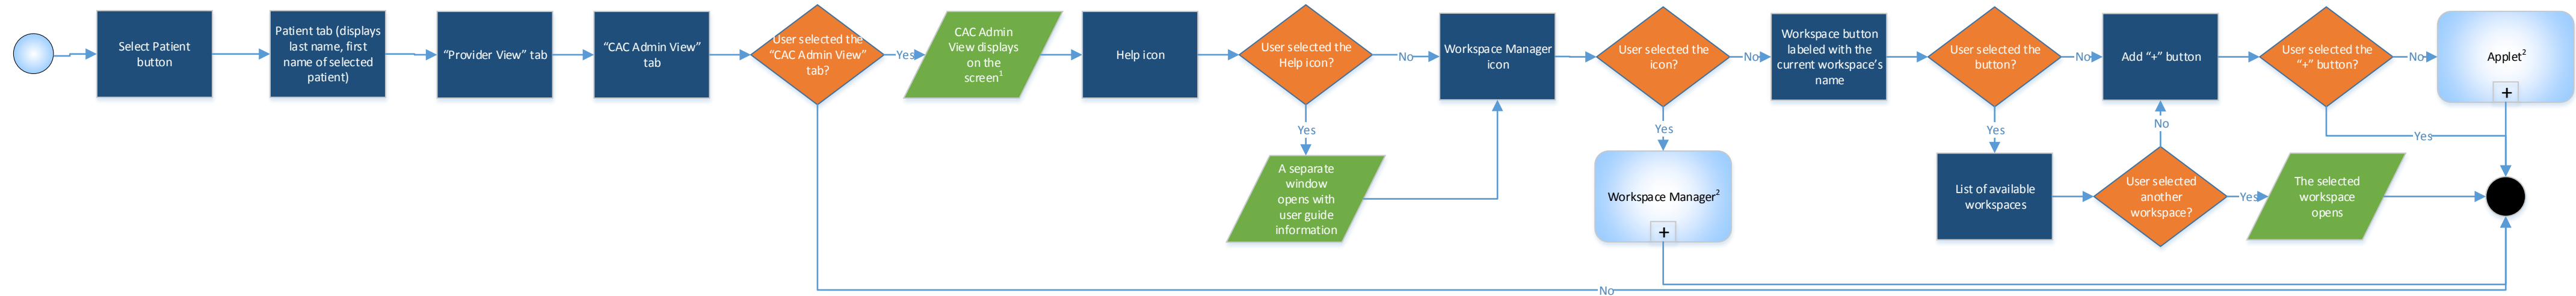 Select Patient
button
Patient tab (displays
last name, first
name of selected
patient)
“Provider View” tab
“CAC Admin View”
tab
User selected the
“CAC Admin View”
tab?
Yes
CAC Admin
View displays
on the
screen1
Help icon
User selected the
Help icon?
No
Yes
A separate
window
opens with
user guide
information
Workspace Manager
icon
User selected the
icon?
No
Yes
Workspace Manager2
+
Workspace button
labeled with the
current workspace’s
name
User selected the
button?
No
Yes
List of available
workspaces
User selected
another
workspace?
No
Yes
The selected
workspace
opens
Add “+” button
User selected the
“+” button?
No
Yes
Applet2
+
No